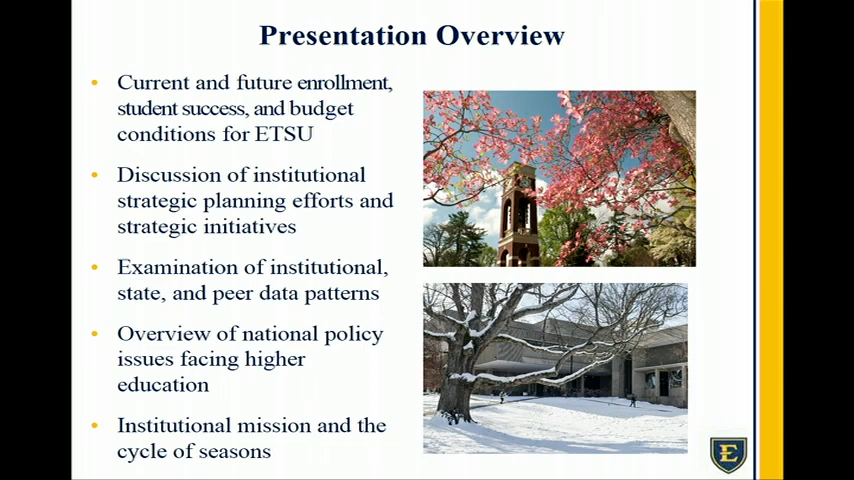 Presentation Overview
• Current and future enrollment,
student success, and budget
conditions for ETSU
• Discussion of institutional
strategic planning efforts and
strategic initiatives
• Examination of institutional,
state, and peer data patterns
• Overview of national policy
issues facing higher
education
• Institutional mission and the
cycle of seasons
E